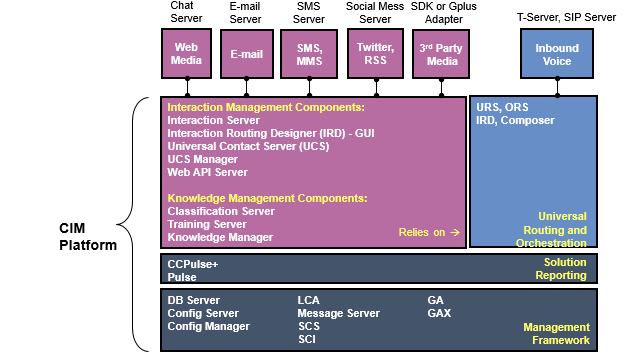 Chat
Server
E-mail
Server
SMS
Server
Social Mess
Server
SDK or Gplus
Adapter
T-Server, SIP Server
Web
Media
E-mail
SMS,
MMS
Twitter,
RSS
3rd Party
Media
Inbound
Voice
CIM
Platform
Interaction Management Components:
Interaction Server
Interaction Routing Designer (IRD) - GUI
Universal Contact Server (UCS)
UCS Manager
Web API Server
Knowledge Management Components:
Classification Server
Training Server
Knowledge Manager
Relies on →
URS, ORS
IRD, Composer
Universal
Routing and
Orchestration
CCPulse+
Pulse
Solution
Reporting
DB Server
Config Server
Config Manager
LCA
Message Server
SCS
SCI
GA
GAX
Management
Framework